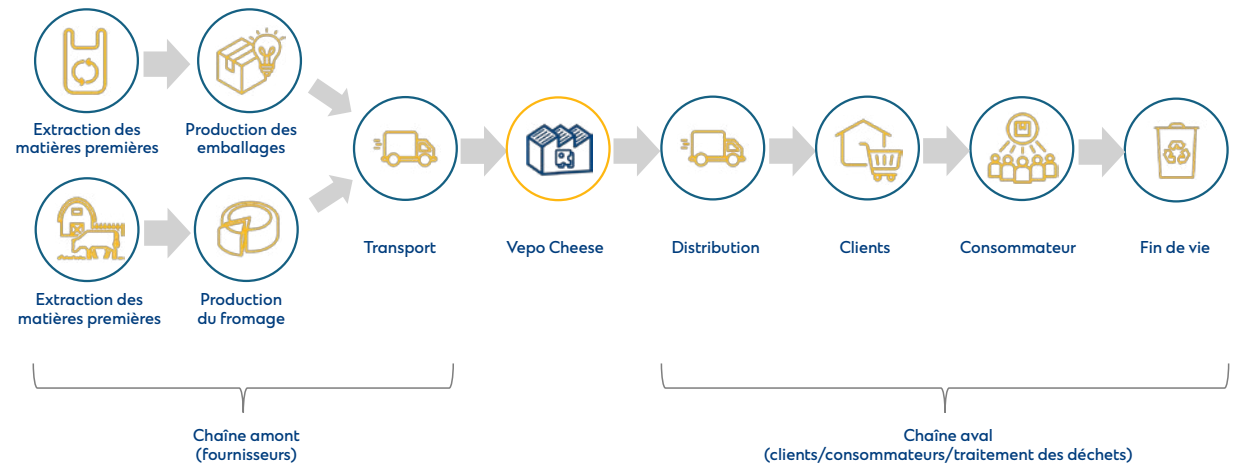 Extraction des
matières premières
Production des
emballages
Extraction des
matières premières
Production
du fromage
Transport
Vepo Cheese
Distribution
Clients
Consommateur
Fin de vie
Chaîne amont
(fournisseurs)
Chaîne aval
(clients/consommateurs/traitement des déchets)